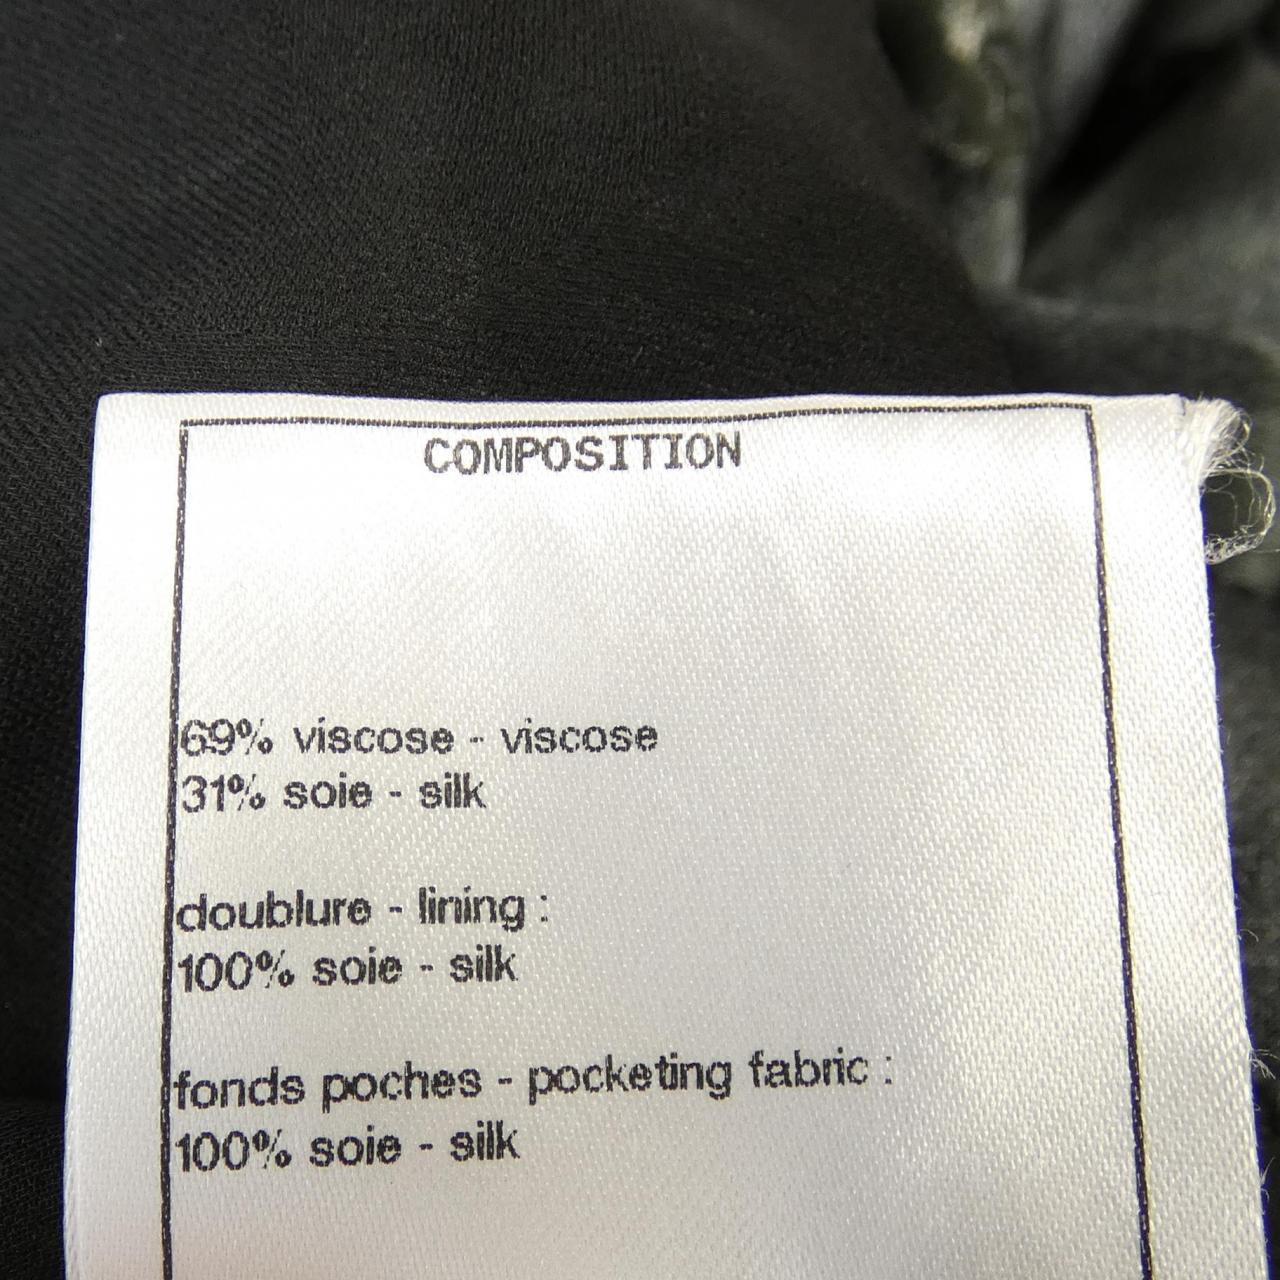 COMPOSITION
69% viscose - viscose
31% soie - silk
doublure - lining :
100% soie - silk
fonds poches - pocketing fabric :
100% soie - silk